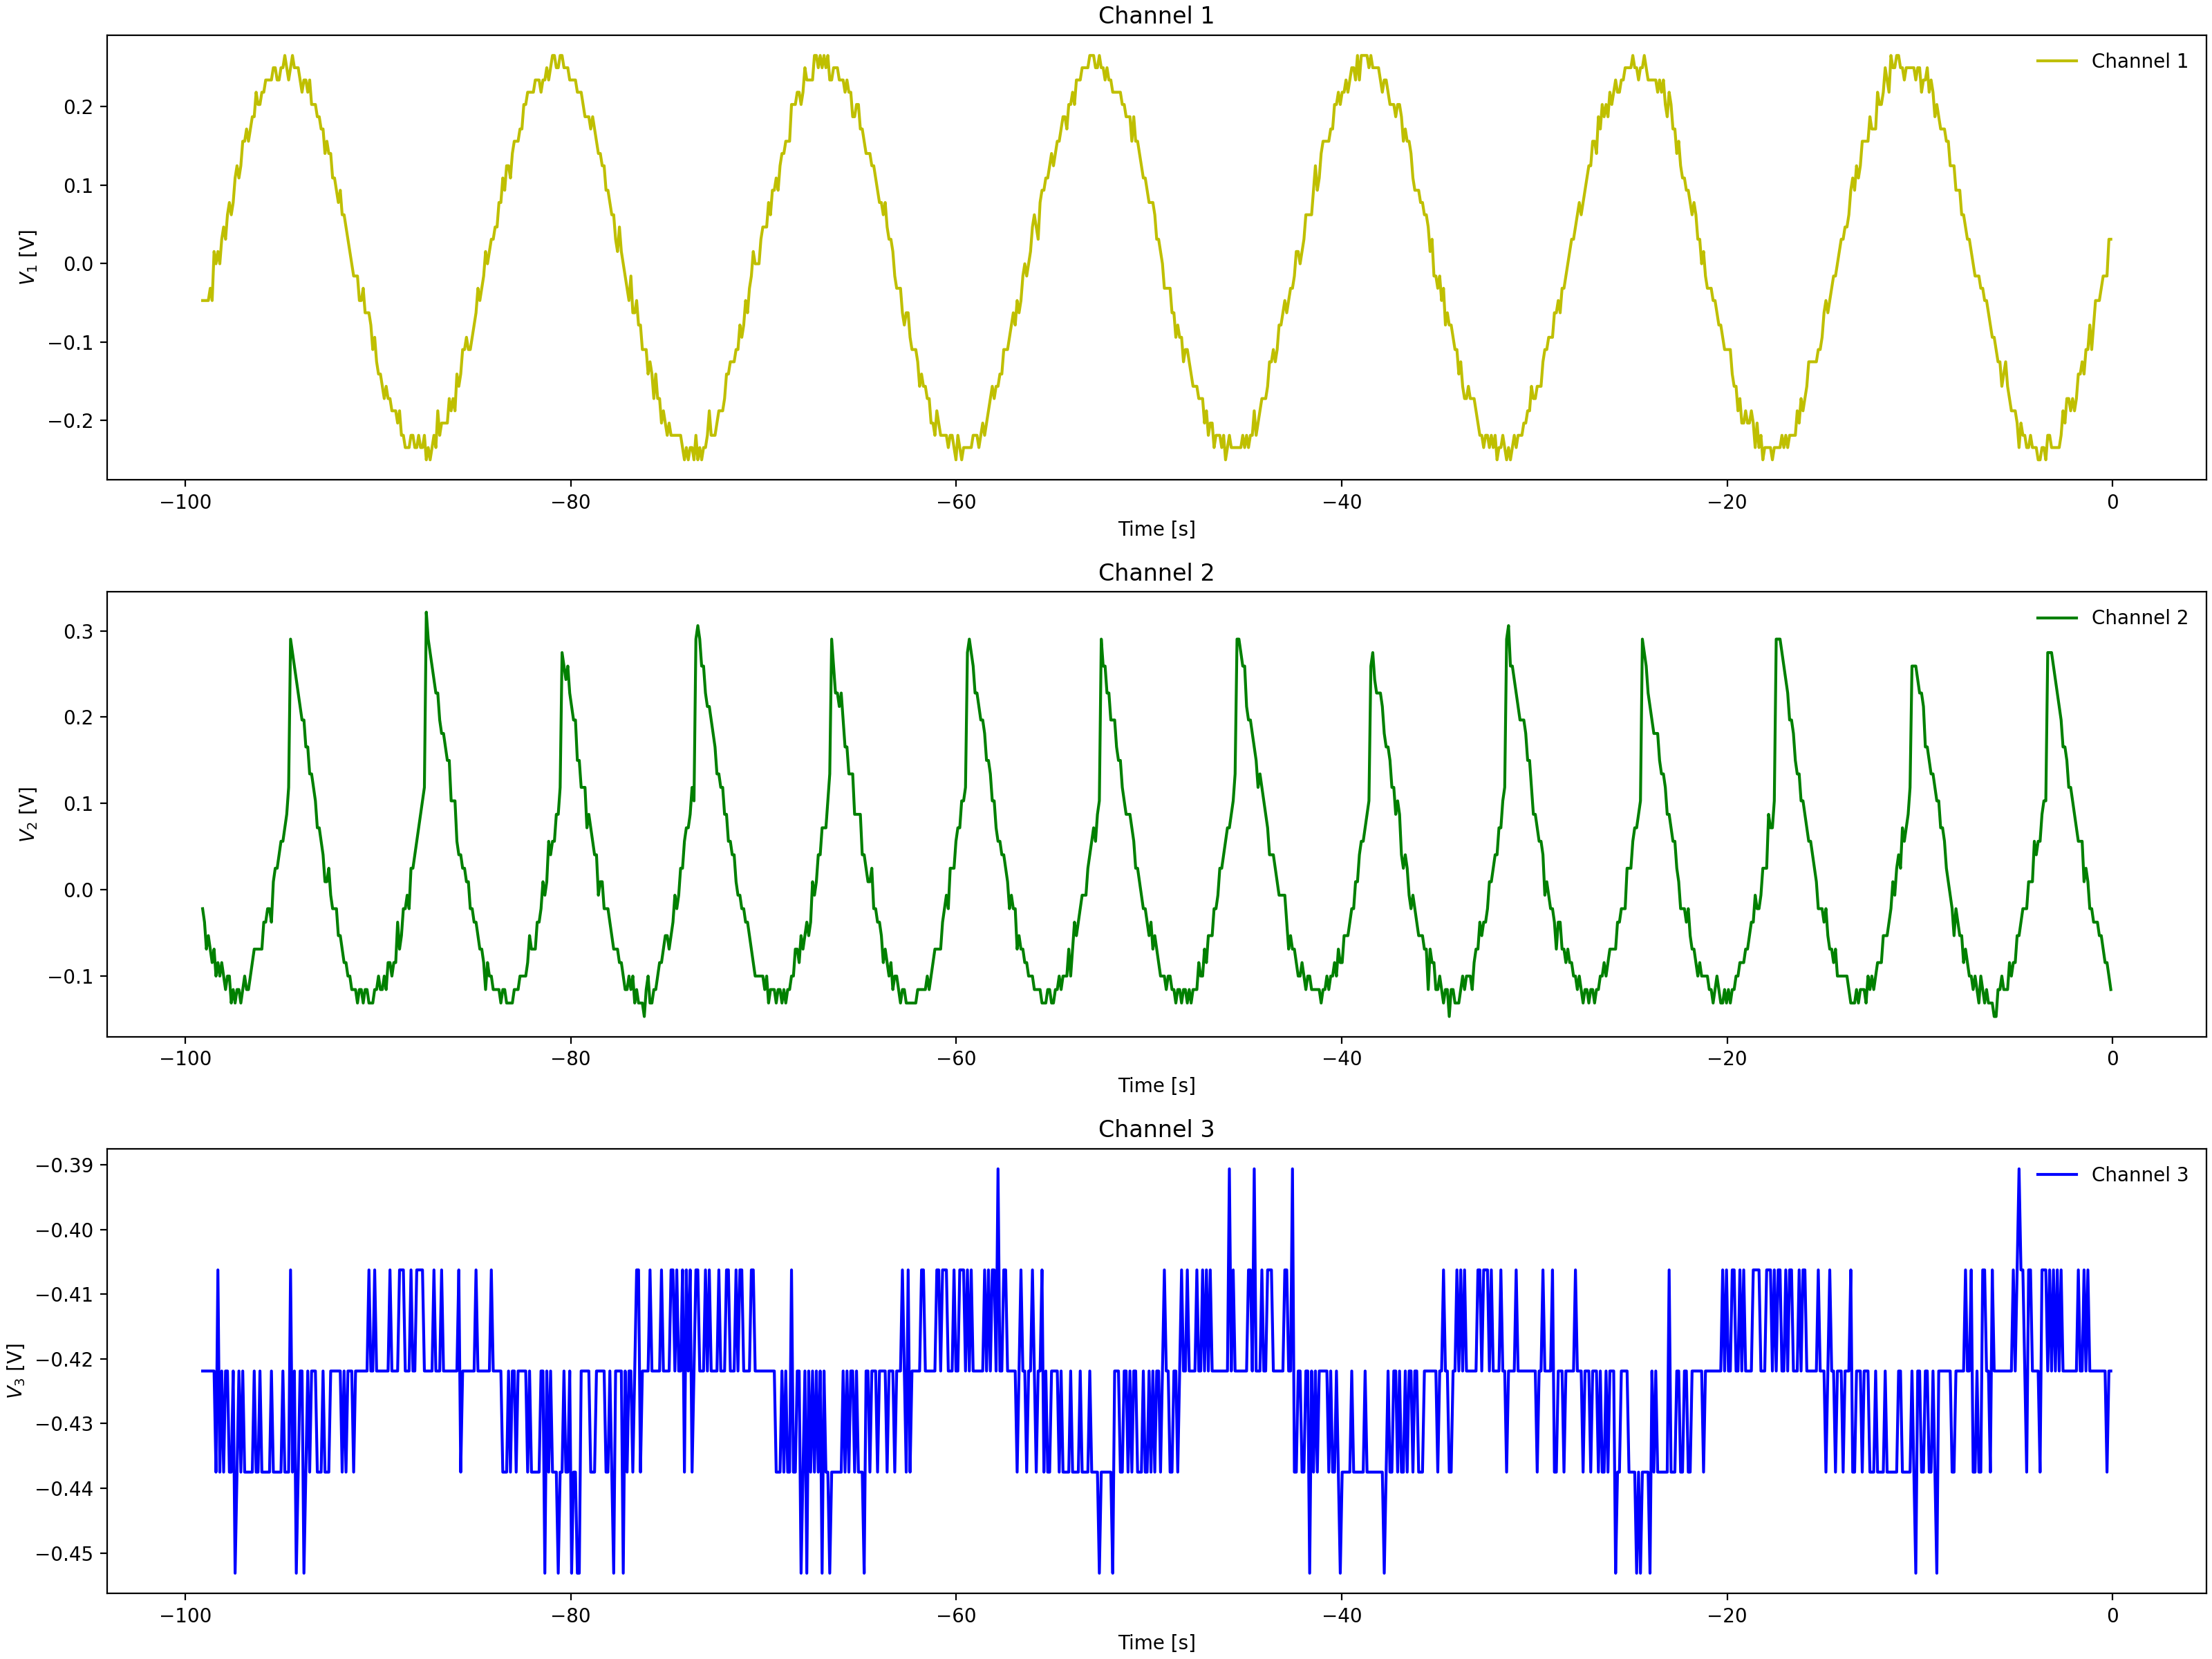 Channel 1
Channel 1
0.2
0.1
0.0
−0.1
−0.2
V1 [V]
−100 −80 −60 −40 −20 0
Time [s]
Channel 2
Channel 2
0.3
0.2
0.1
0.0
−0.1
V2 [V]
−100 −80 −60 −40 −20 0
Time [s]
Channel 3
Channel 3
−0.39
−0.40
−0.41
−0.42
−0.43
−0.44
−0.45
V3 [V]
−100 −80 −60 −40 −20 0
Time [s]